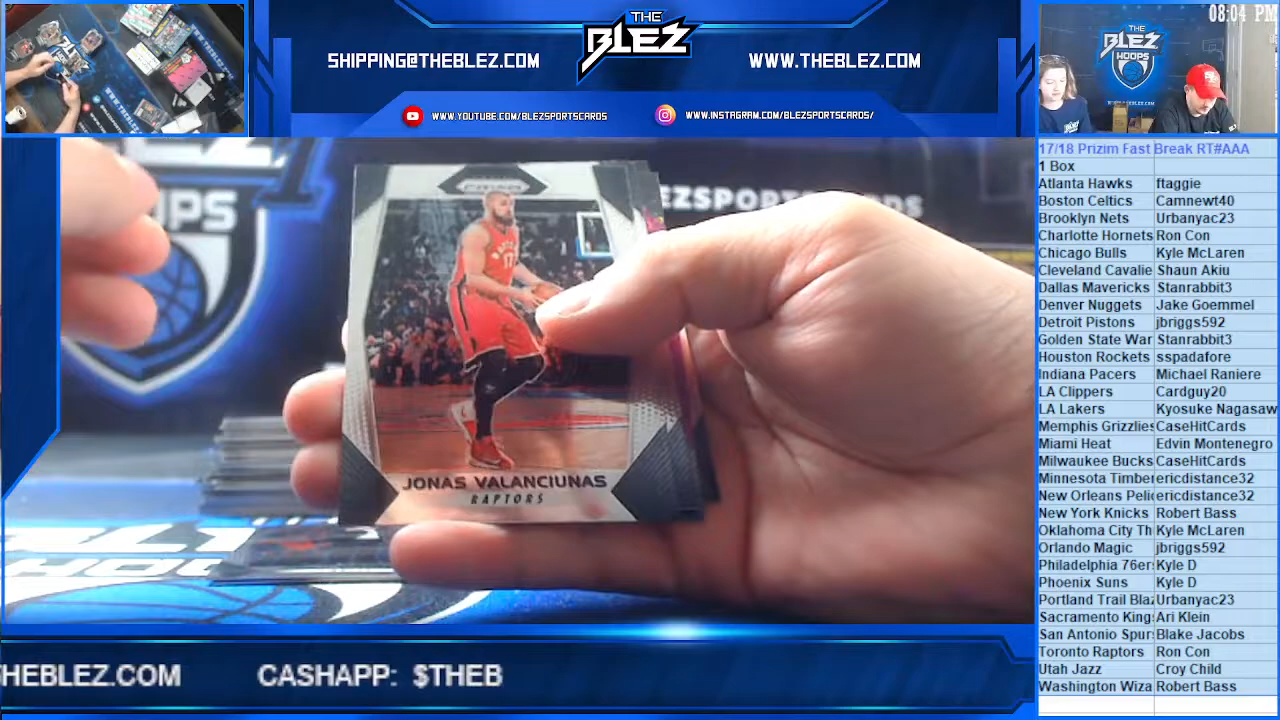 08:04 PM
THE
BLEZ
SHIPPING@THEBLEZ.COM
WWW.THEBLEZ.COM
WWW.YOUTUBE.COM/BLEZSPORTSCARDS
WWW.INSTAGRAM.COM/BLEZSPORTSCARDS/
THE
BLEZ
HOOPS
17/18 Prizim Fast Break RT#AAA
1 Box
Atlanta Hawks ftaggie
Boston Celtics Camnewt40
Brooklyn Nets Urbanyac23
Charlotte Hornets Ron Con
Chicago Bulls Kyle McLaren
Cleveland Cavalie Shaun Akiu
Dallas Mavericks Stanrabbit3
Denver Nuggets Jake Goemmel
Detroit Pistons jbriggs592
Golden State War Stanrabbit3
Houston Rockets sspadafore
Indiana Pacers Michael Raniere
LA Clippers Cardguy20
LA Lakers Kyosuke Nagasaw
Memphis Grizzlies CaseHitCards
Miami Heat Edvin Montenegro
Milwaukee Bucks CaseHitCards
Minnesota Timbe ericdistance32
New Orleans Peli ericdistance32
New York Knicks Robert Bass
Oklahoma City Th Kyle McLaren
Orlando Magic jbriggs592
Philadelphia 76er Kyle D
Phoenix Suns Kyle D
Portland Trail Blaz Urbanyac23
Sacramento King Ari Klein
San Antonio Spur Blake Jacobs
Toronto Raptors Ron Con
Utah Jazz Croy Child
Washington Wiza Robert Bass
OPS
EZSPORTSCARDS
PRIZM
17
JONAS VALANCIUNAS
RAPTORS
HEBLEZ.COM CASHAPP: $THEB